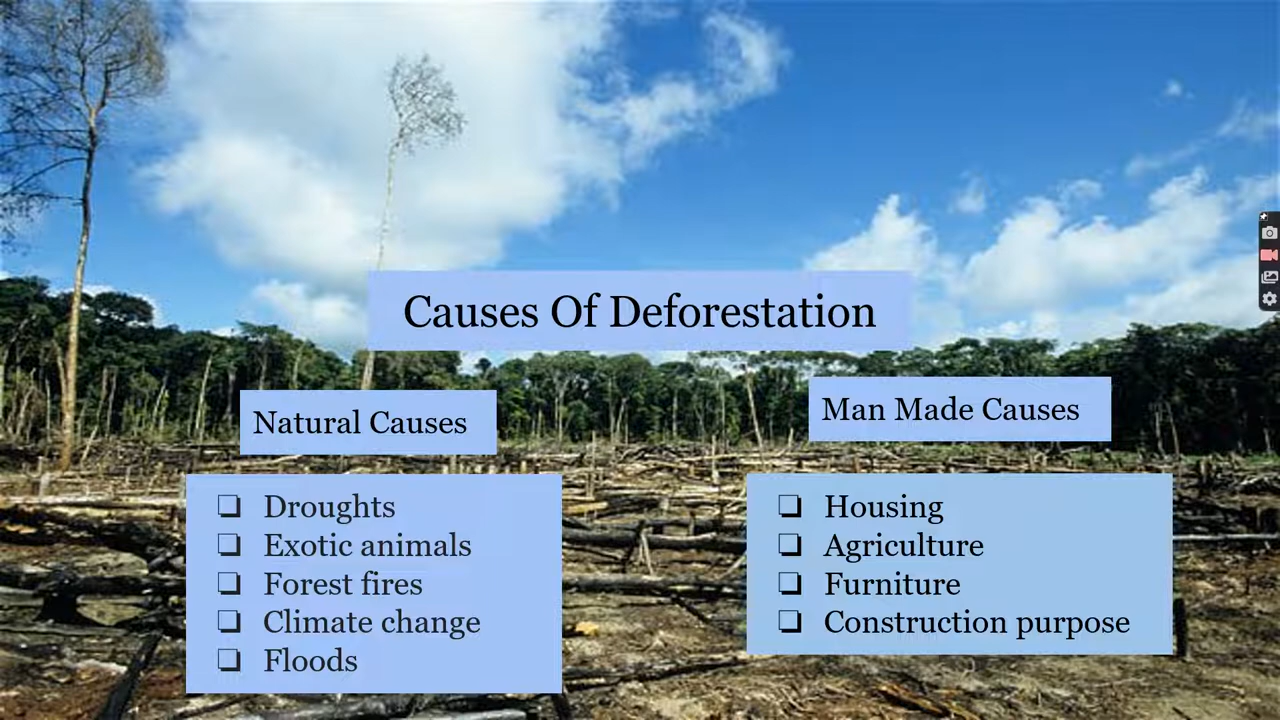 Causes Of Deforestation
Natural Causes
Droughts
Exotic animals
Forest fires
Climate change
Floods
Man Made Causes
Housing
Agriculture
Furniture
Construction purpose